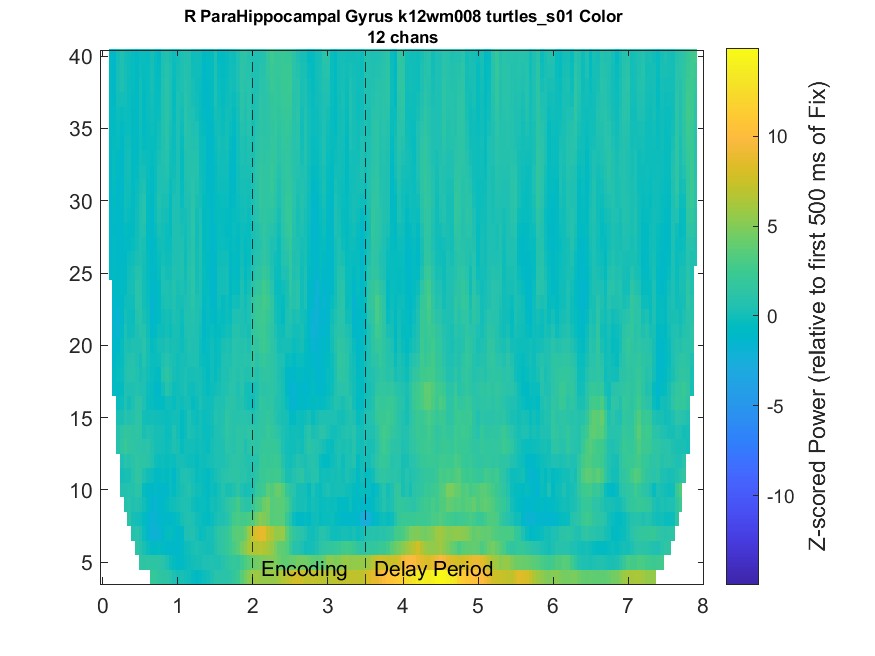 R ParaHippocampal Gyrus k12wm008 turtles_s01 Color
12 chans
40
35
30
25
20
15
10
5
Encoding
Delay Period
0 1 2 3 4 5 6 7 8
10
5
0
-5
-10
Z-scored Power (relative to first 500 ms of Fix)